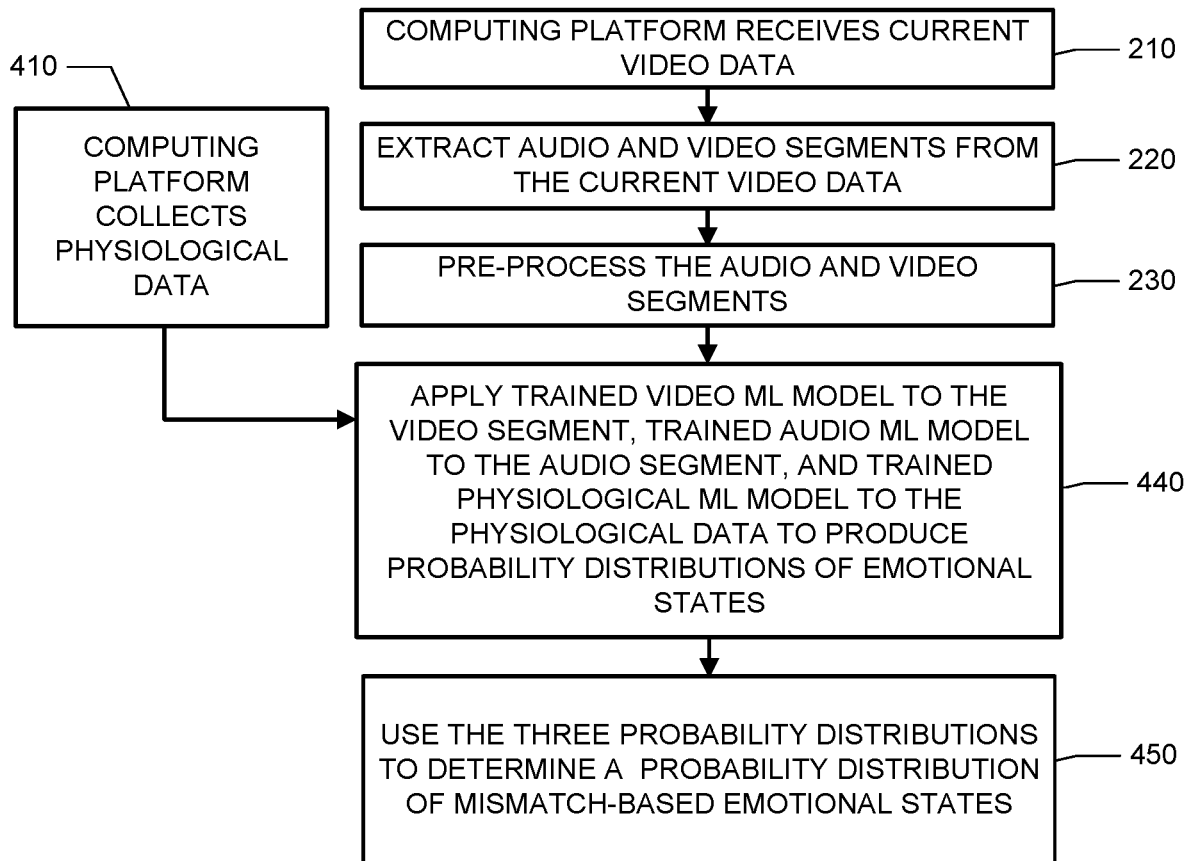 COMPUTING PLATFORM RECEIVES CURRENT
VIDEO DATA
210
410
COMPUTING
PLATFORM
COLLECTS
PHYSIOLOGICAL
DATA
EXTRACT AUDIO AND VIDEO SEGMENTS FROM
THE CURRENT VIDEO DATA
220
PRE-PROCESS THE AUDIO AND VIDEO
SEGMENTS
230
APPLY TRAINED VIDEO ML MODEL TO THE
VIDEO SEGMENT, TRAINED AUDIO ML MODEL
TO THE AUDIO SEGMENT, AND TRAINED
PHYSIOLOGICAL ML MODEL TO THE
PHYSIOLOGICAL DATA TO PRODUCE
PROBABILITY DISTRIBUTIONS OF EMOTIONAL
STATES
440
USE THE THREE PROBABILITY DISTRIBUTIONS
TO DETERMINE A PROBABILITY DISTRIBUTION
OF MISMATCH-BASED EMOTIONAL STATES
450